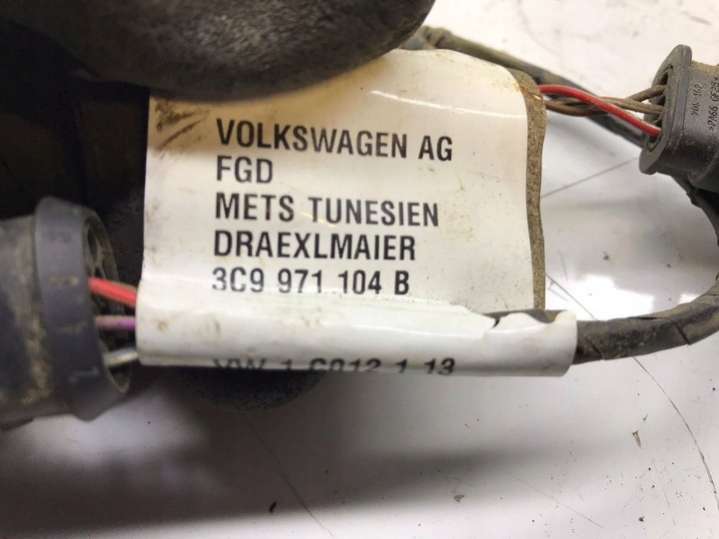 VOLKSWAGEN AG
FGD
METS TUNESIEN
DRAEXLMAIER
3C9 971 104 B